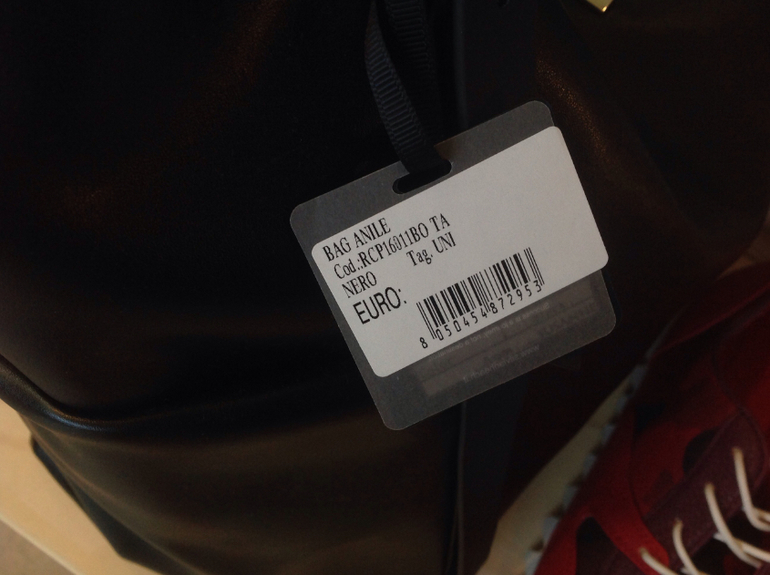 BAG ANILE
Cod.:RCP16011BO TA
NERO Tag. UNI
EURO:
8 050454 872953